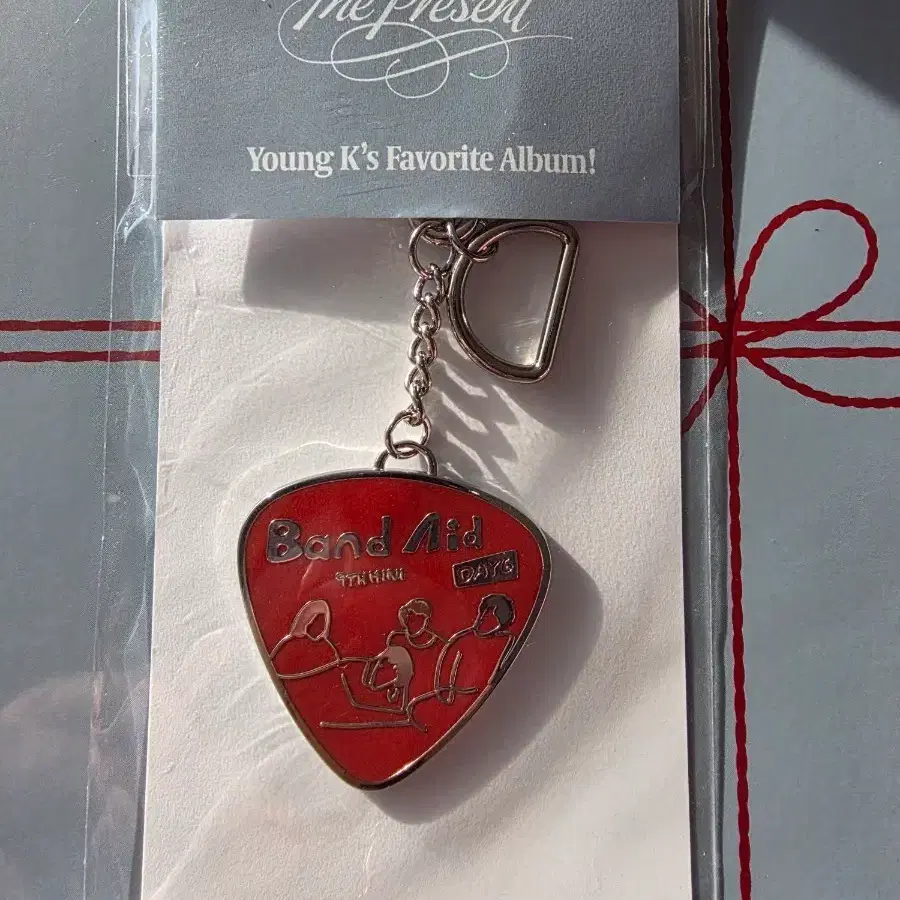 The Present
Young K's Favorite Album!
Band Aid
9TH MINI
DAY6